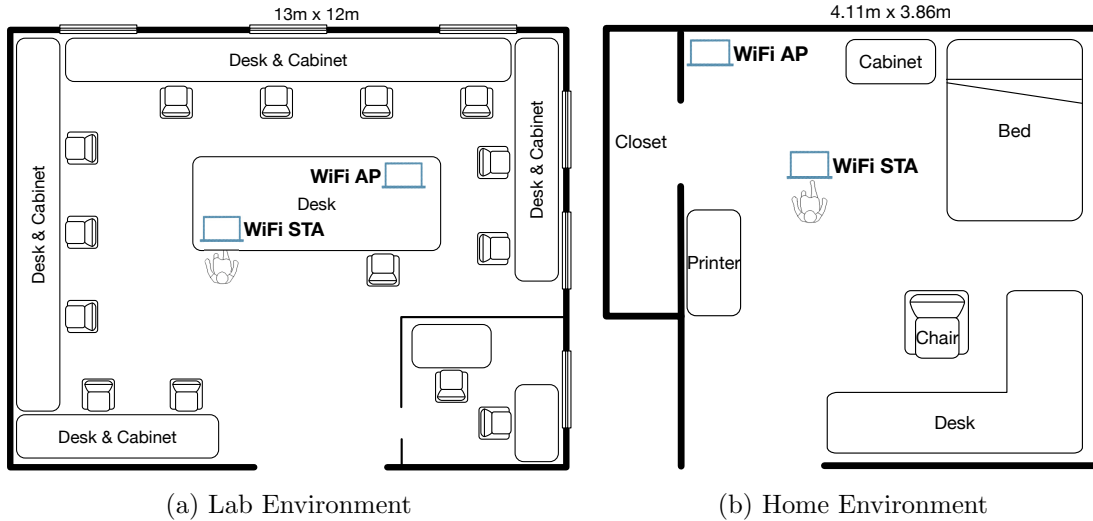 13m x 12m
Desk & Cabinet
Desk & Cabinet
Desk & Cabinet
WiFi AP
Desk
WiFi STA
Desk & Cabinet
(a) Lab Environment
4.11m x 3.86m
WiFi AP
Cabinet
Bed
Closet
WiFi STA
Printer
Chair
Desk
(b) Home Environment